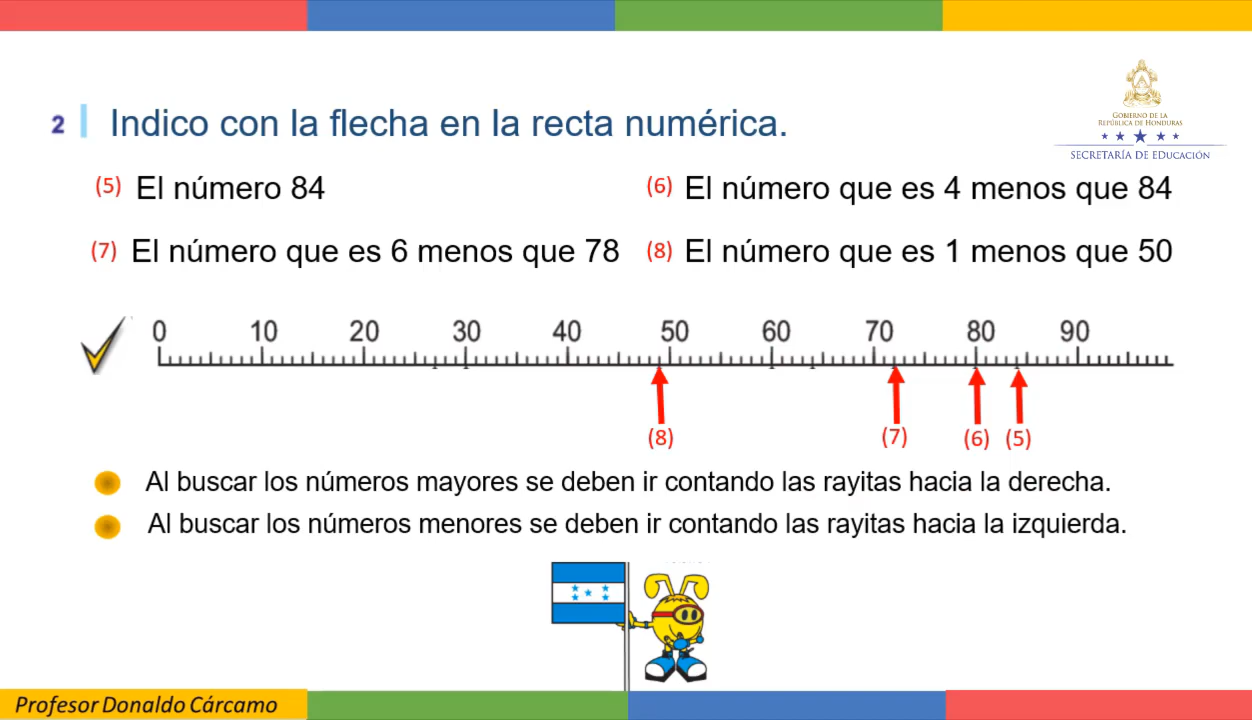 GOBIERNO DE LA
REPÚBLICA DE HONDURAS
SECRETARÍA DE EDUCACIÓN
2 Indico con la flecha en la recta numérica.
(5) El número 84
(6) El número que es 4 menos que 84
(7) El número que es 6 menos que 78
(8) El número que es 1 menos que 50
0 10 20 30 40 50 60 70 80 90
(8) (7) (6) (5)
Al buscar los números mayores se deben ir contando las rayitas hacia la derecha.
Al buscar los números menores se deben ir contando las rayitas hacia la izquierda.
Profesor Donaldo Cárcamo